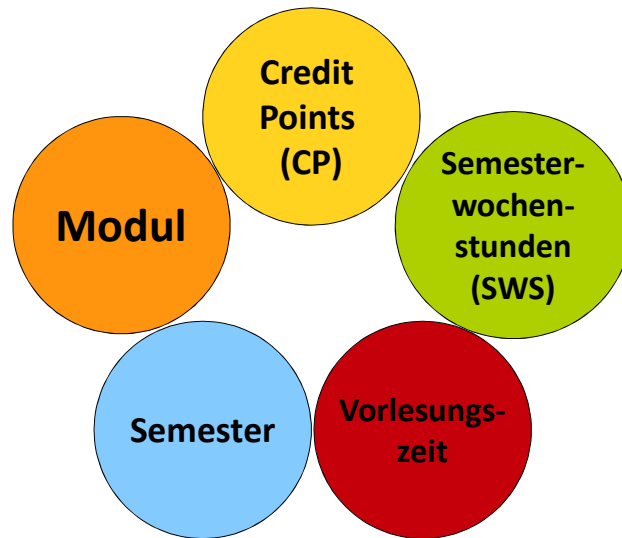 Credit
Points
(CP)
Modul
Semester-
wochen-
stunden
(SWS)
Semester
Vorlesungs-
zeit